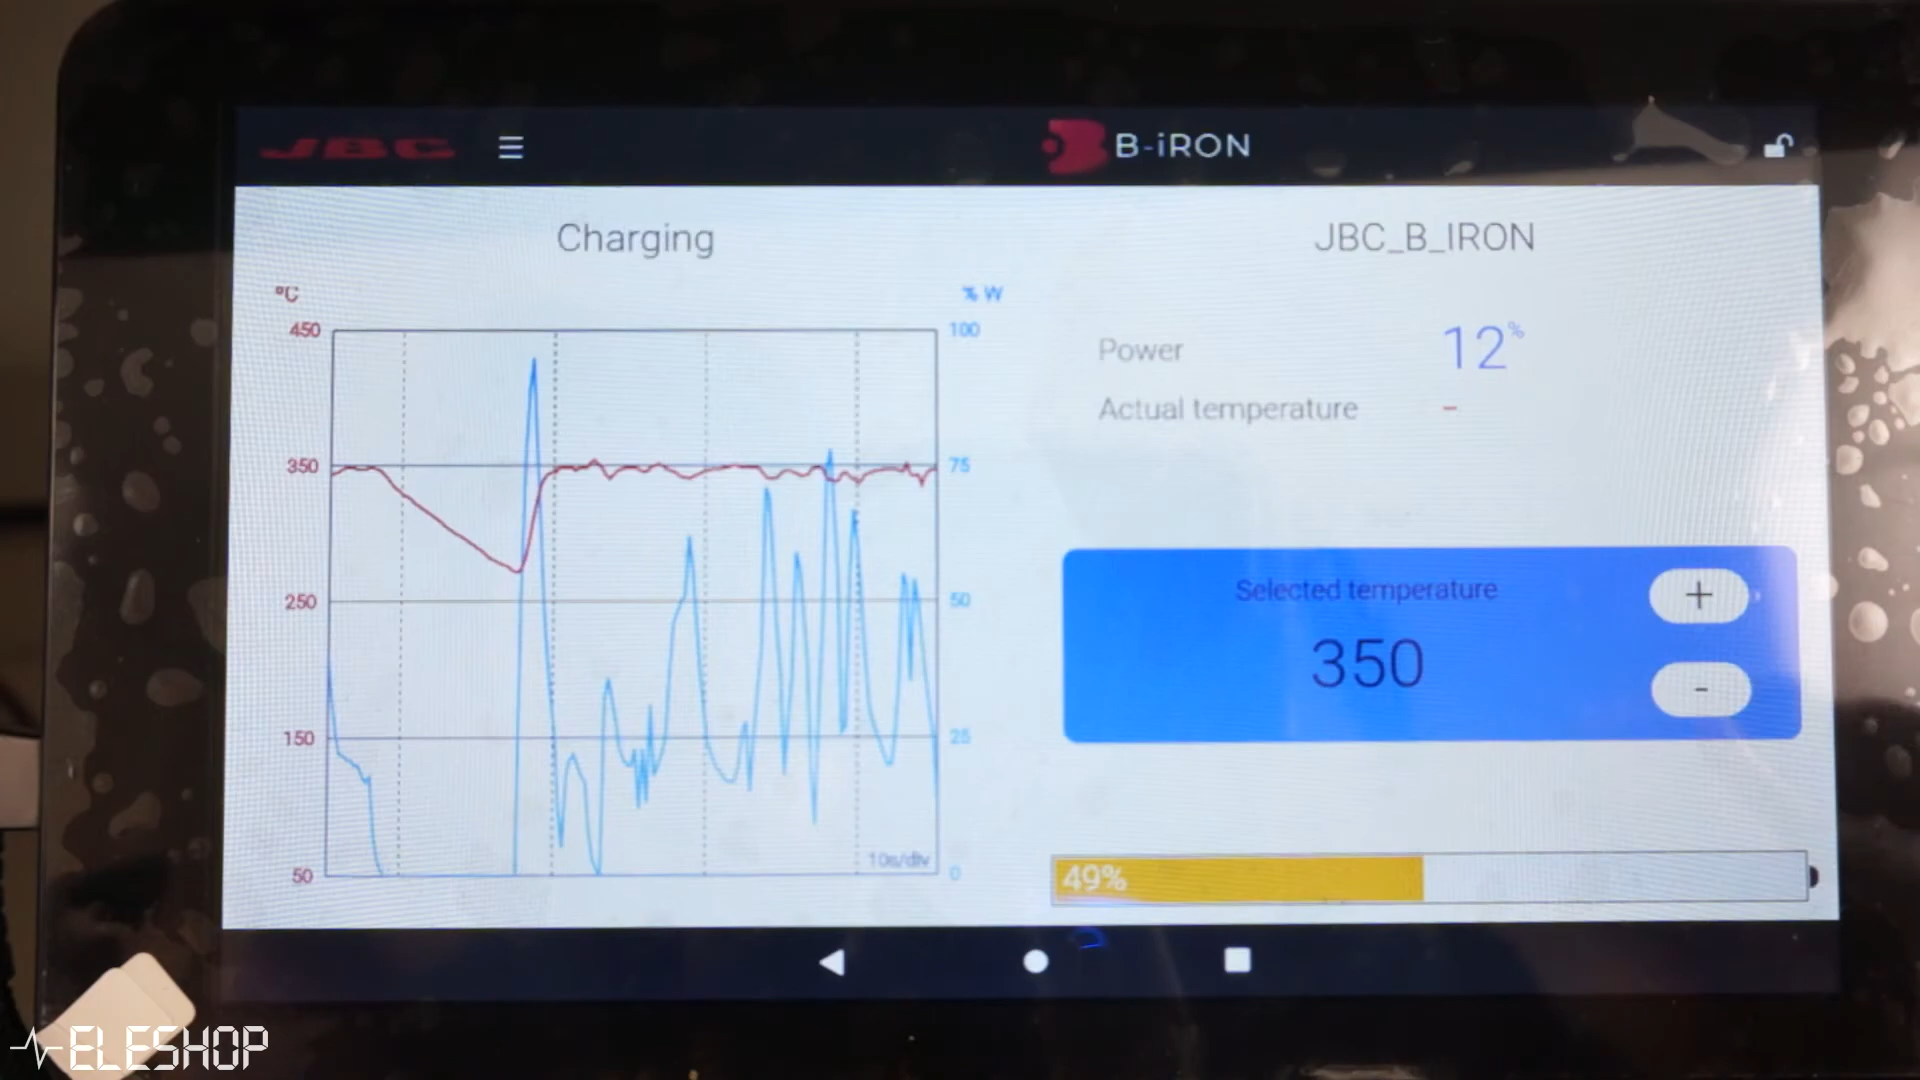 JBC
B-iRON
Charging
JBC_B_IRON
ºC
% W
450
100
350
75
250
50
150
25
50
0
10s/div
Power
12%
Actual temperature
-
Selected temperature
350
+
-
49%
ELESHOP